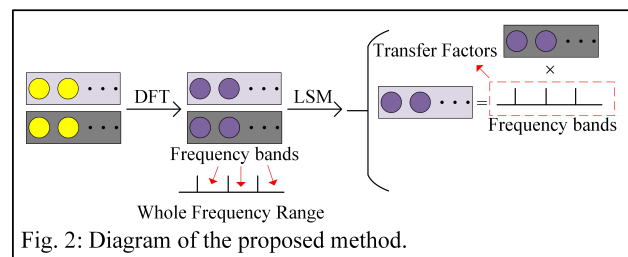 Transfer Factors
• • •
×
• • •
DFT
• • •
LSM
• • • =
• • •
• • •
Frequency bands
Frequency bands
Whole Frequency Range
Fig. 2: Diagram of the proposed method.